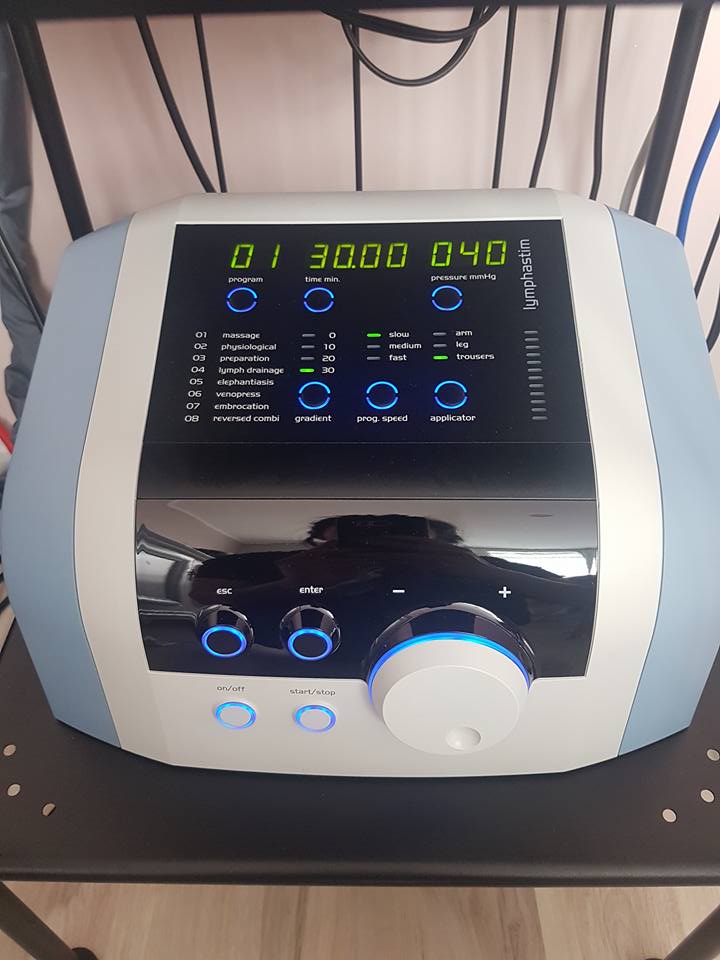 01 30.00 040
program time min. pressure mmHg
lymphastim
01 massage 0 slow arm
02 physiological 10 medium leg
03 preparation 20 fast trousers
04 lymph drainage 30
05 elephantiasis
06 venopress
07 embrocation
08 reversed combi gradient prog. speed applicator
esc enter − +
on/off start/stop